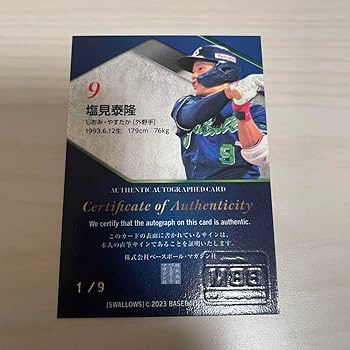 9
塩見泰隆
しおみ・やすたか [外野手]
1993.6.12生 179cm 76kg
9
AUTHENTIC AUTOGRAPHED CARD
Certificate of Authenticity
We certify that the autograph on this card is authentic.
このカードの表面に書かれているサインは、
本人の直筆サインであることを証明いたします。
株式会社ベースボール・マガジン社
BBM
1/9
[SWALLOWS] ©2023 BASEBA